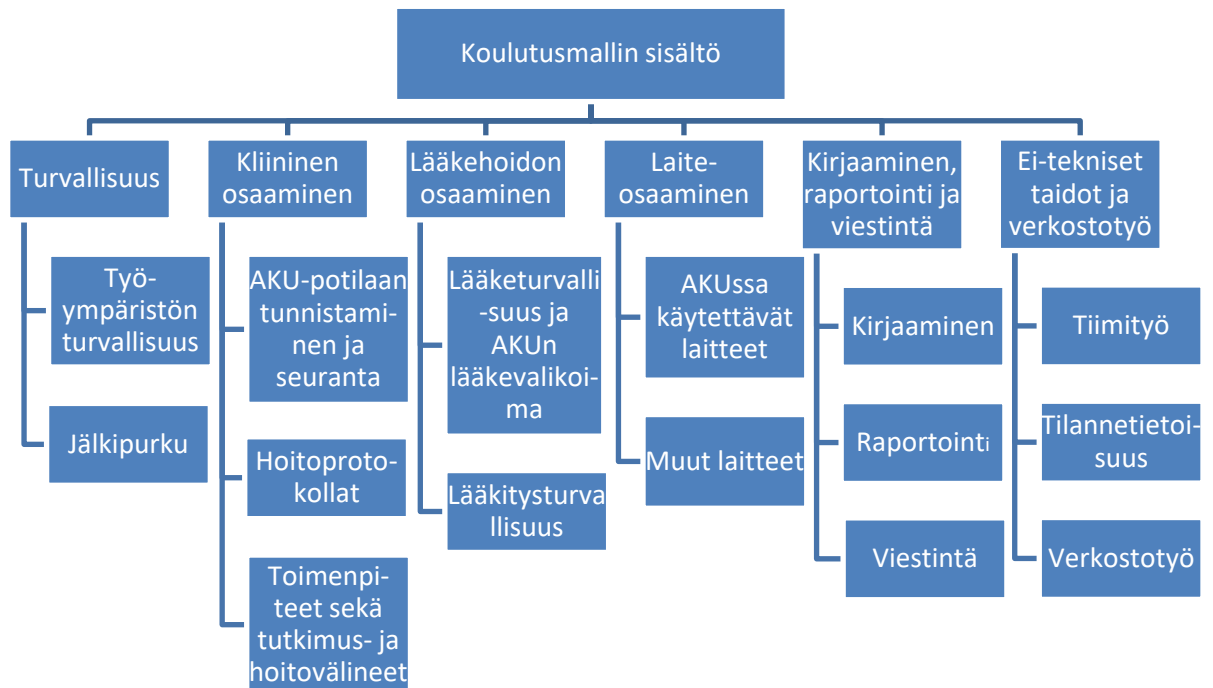 Koulutusmallin sisältö
Turvallisuus
Työ-
ympäristön
turvallisuus
Jälkipurku
Kliininen
osaaminen
AKU-potilaan
tunnistami-
nen ja
seuranta
Hoitoproto-
kollat
Toimenpi-
teet sekä
tutkimus- ja
hoitovälineet
Lääkehoidon
osaaminen
Lääketurvalli
-suus ja
AKUn
lääkevalikoi-
ma
Lääkitysturva
llisuus
Laite-
osaaminen
AKUssa
käytettävät
laitteet
Muut laitteet
Kirjaaminen,
raportointi ja
viestintä
Kirjaaminen
Raportointi
Viestintä
Ei-tekniset
taidot ja
verkostotyö
Tiimityö
Tilannetietoi-
suus
Verkostotyö